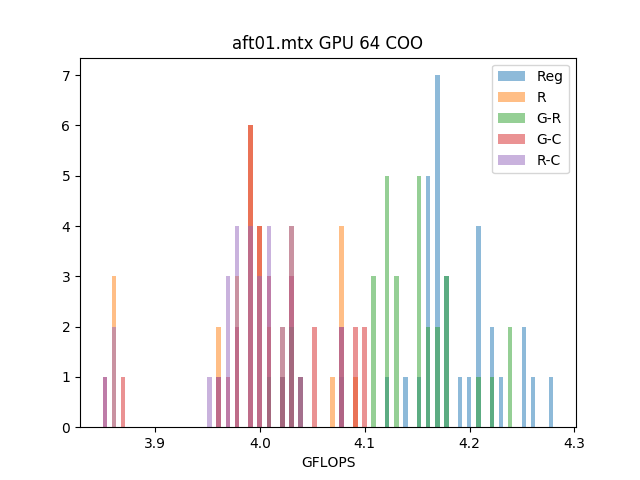 aft01.mtx GPU 64 COO
7
6
5
4
3
2
1
0
3.9
4.0
4.1
4.2
4.3
GFLOPS
Reg
R
G-R
G-C
R-C